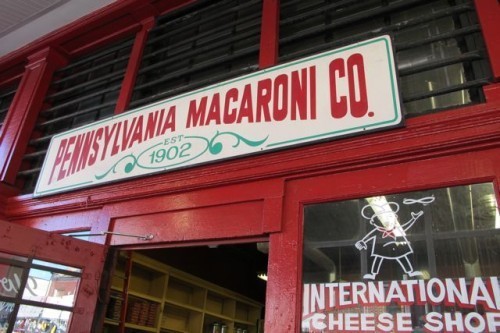 PENNSYLVANIA MACARONI CO.
EST
1902
INTERNATIONAL
CHEESE SHOP